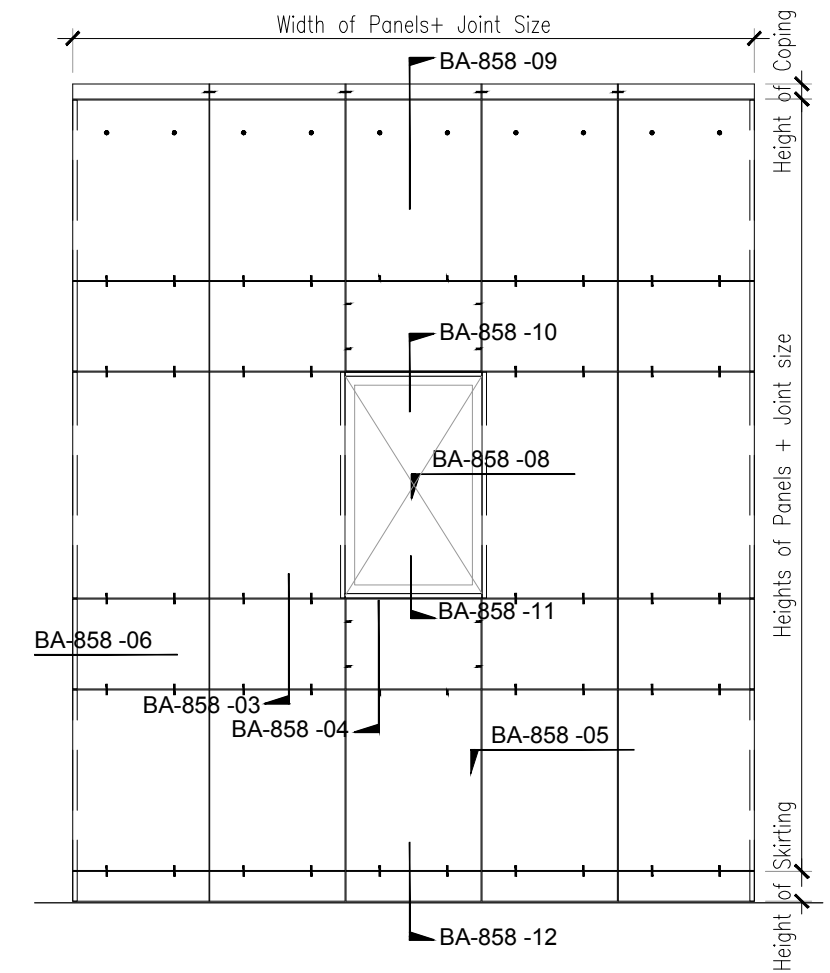 Width of Panels+ Joint Size
Height of Coping
BA-858 -09
BA-858 -10
Heights of Panels + Joint size
BA-858 -08
BA-858 -11
BA-858 -06
BA-858 -03
BA-858 -04
BA-858 -05
Height of Skirting
BA-858 -12